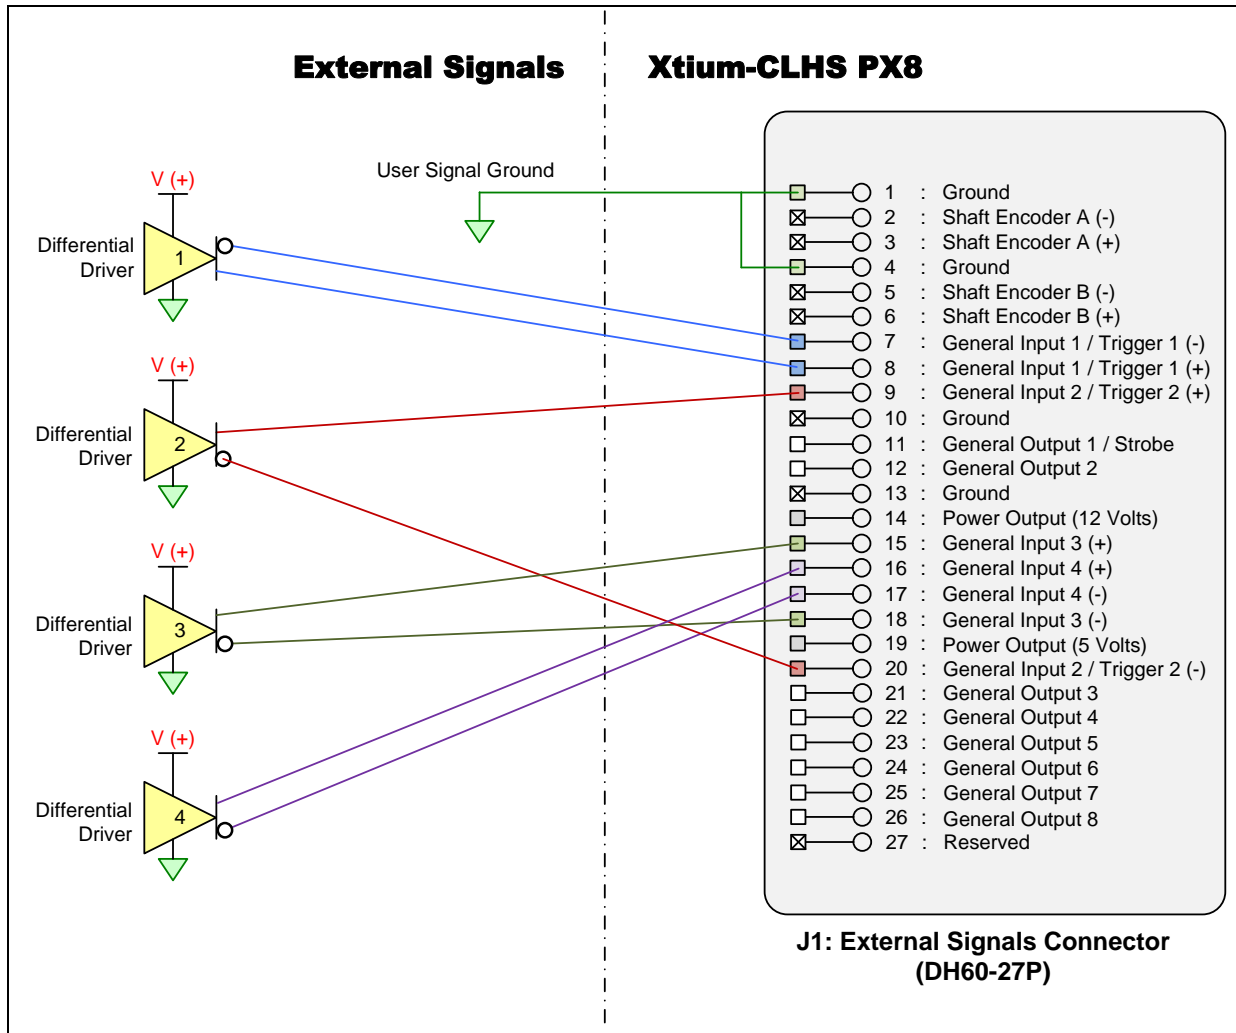 External Signals
Xtium-CLHS PX8
User Signal Ground
V (+)
Differential
Driver
1
V (+)
Differential
Driver
2
V (+)
Differential
Driver
3
V (+)
Differential
Driver
4
1 : Ground
2 : Shaft Encoder A (-)
3 : Shaft Encoder A (+)
4 : Ground
5 : Shaft Encoder B (-)
6 : Shaft Encoder B (+)
7 : General Input 1 / Trigger 1 (-)
8 : General Input 1 / Trigger 1 (+)
9 : General Input 2 / Trigger 2 (+)
10 : Ground
11 : General Output 1 / Strobe
12 : General Output 2
13 : Ground
14 : Power Output (12 Volts)
15 : General Input 3 (+)
16 : General Input 4 (+)
17 : General Input 4 (-)
18 : General Input 3 (-)
19 : Power Output (5 Volts)
20 : General Input 2 / Trigger 2 (-)
21 : General Output 3
22 : General Output 4
23 : General Output 5
24 : General Output 6
25 : General Output 7
26 : General Output 8
27 : Reserved
J1: External Signals Connector
(DH60-27P)